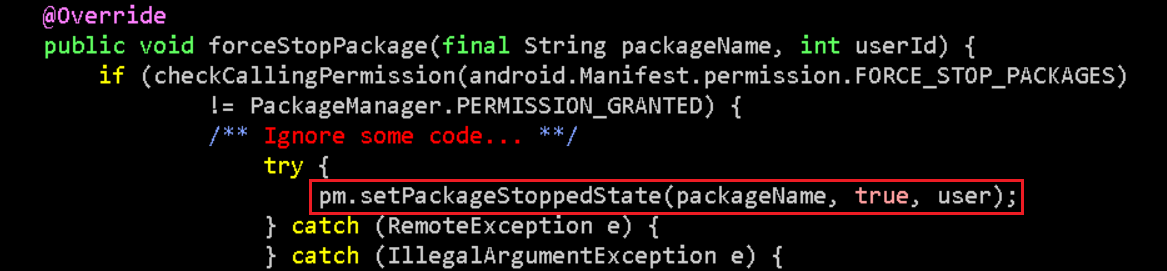 @Override
public void forceStopPackage(final String packageName, int userId) {
if (checkCallingPermission(android.Manifest.permission.FORCE_STOP_PACKAGES)
!= PackageManager.PERMISSION_GRANTED) {
/** Ignore some code... **/
try {
pm.setPackageStoppedState(packageName, true, user);
} catch (RemoteException e) {
} catch (IllegalArgumentException e) {